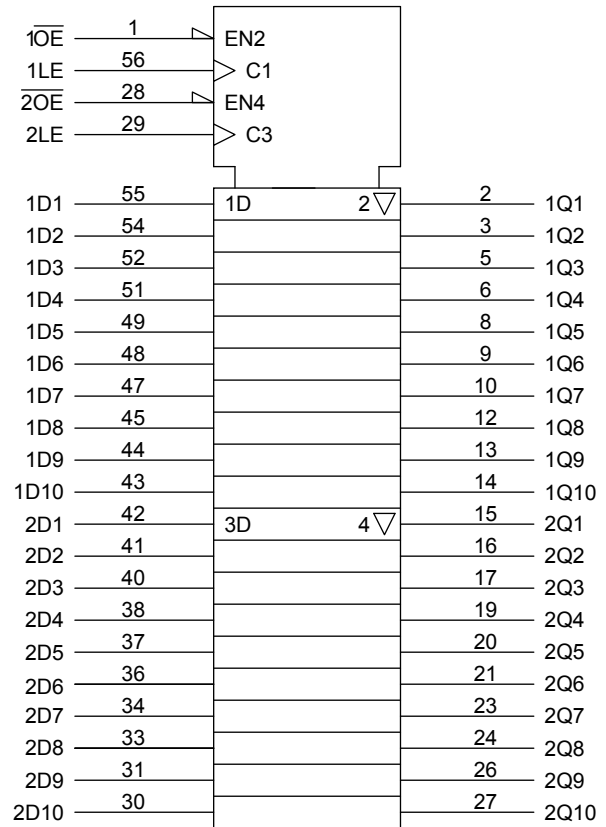 1OE 1 EN2
1LE 56 C1
2OE 28 EN4
2LE 29 C3
1D1 55 1D 2 2 1Q1
1D2 54 3 1Q2
1D3 52 5 1Q3
1D4 51 6 1Q4
1D5 49 8 1Q5
1D6 48 9 1Q6
1D7 47 10 1Q7
1D8 45 12 1Q8
1D9 44 13 1Q9
1D10 43 14 1Q10
2D1 42 3D 4 15 2Q1
2D2 41 16 2Q2
2D3 40 17 2Q3
2D4 38 19 2Q4
2D5 37 20 2Q5
2D6 36 21 2Q6
2D7 34 23 2Q7
2D8 33 24 2Q8
2D9 31 26 2Q9
2D10 30 27 2Q10